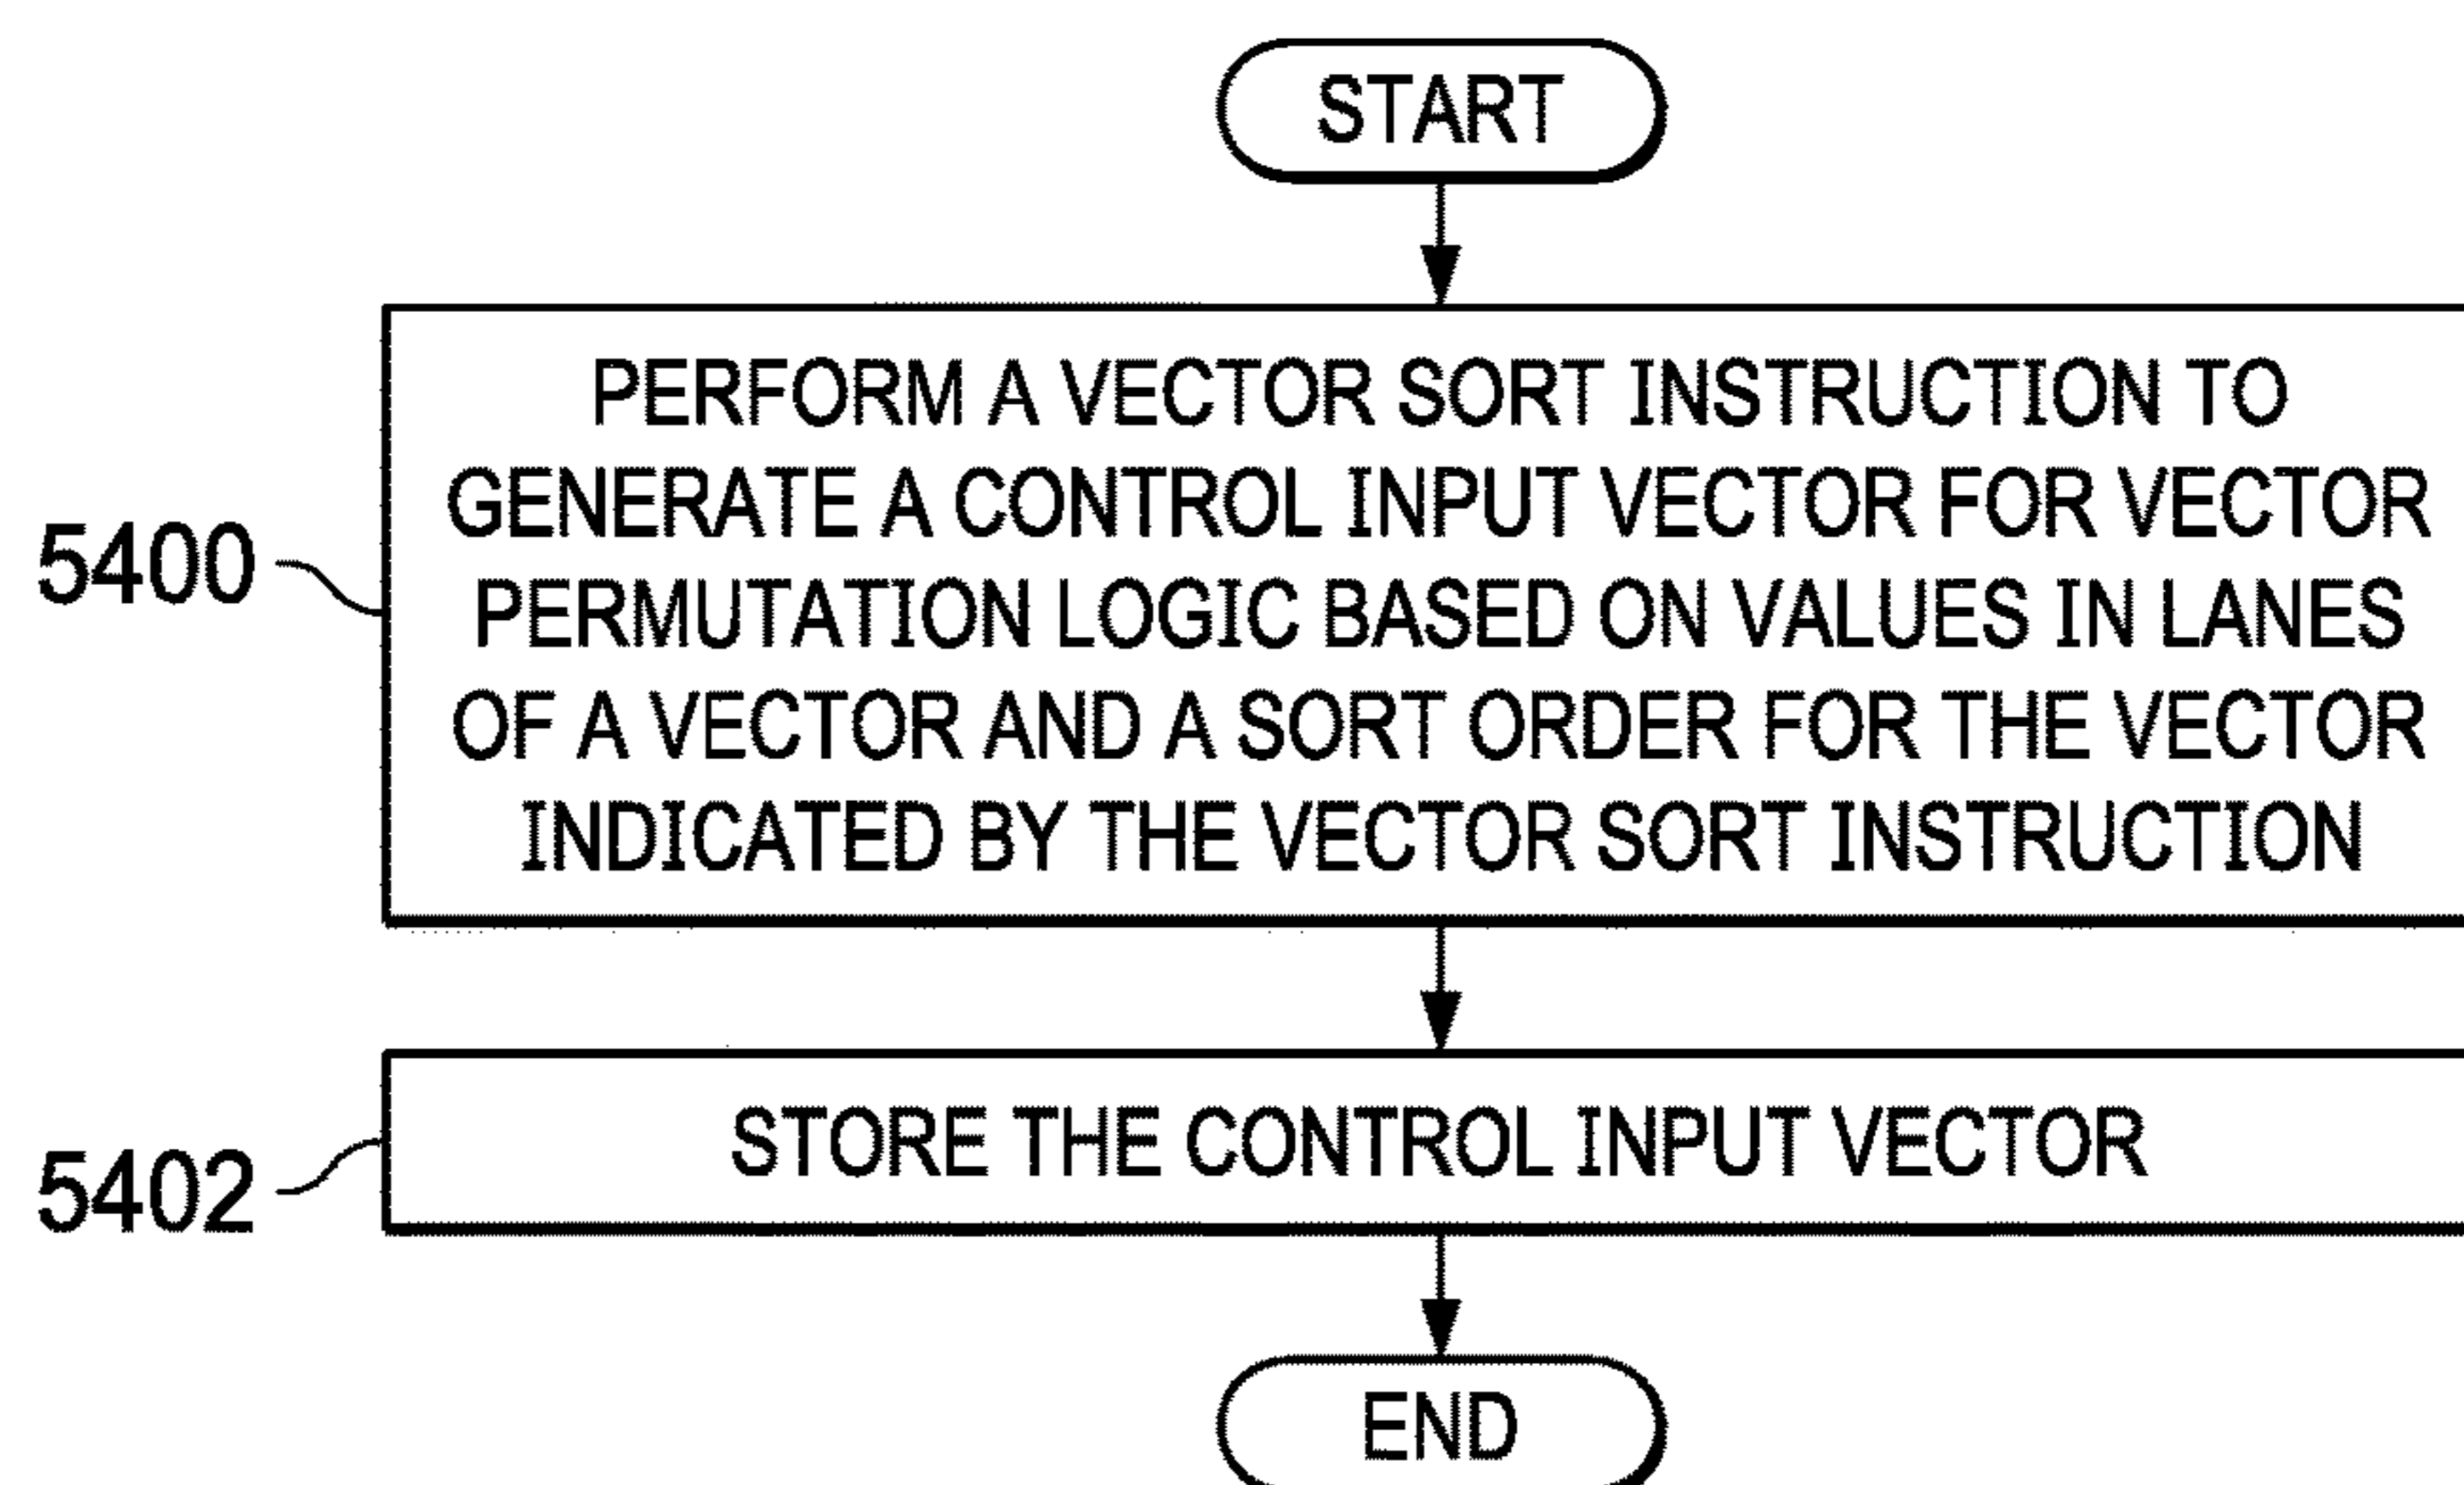 START
PERFORM A VECTOR SORT INSTRUCTION TO
GENERATE A CONTROL INPUT VECTOR FOR VECTOR
5400
PERMUTATION LOGIC BASED ON VALUES IN LANES
OF A VECTOR AND A SORT ORDER FOR THE VECTOR
INDICATED BY THE VECTOR SORT INSTRUCTION
STORE THE CONTROL INPUT VECTOR
5402
END